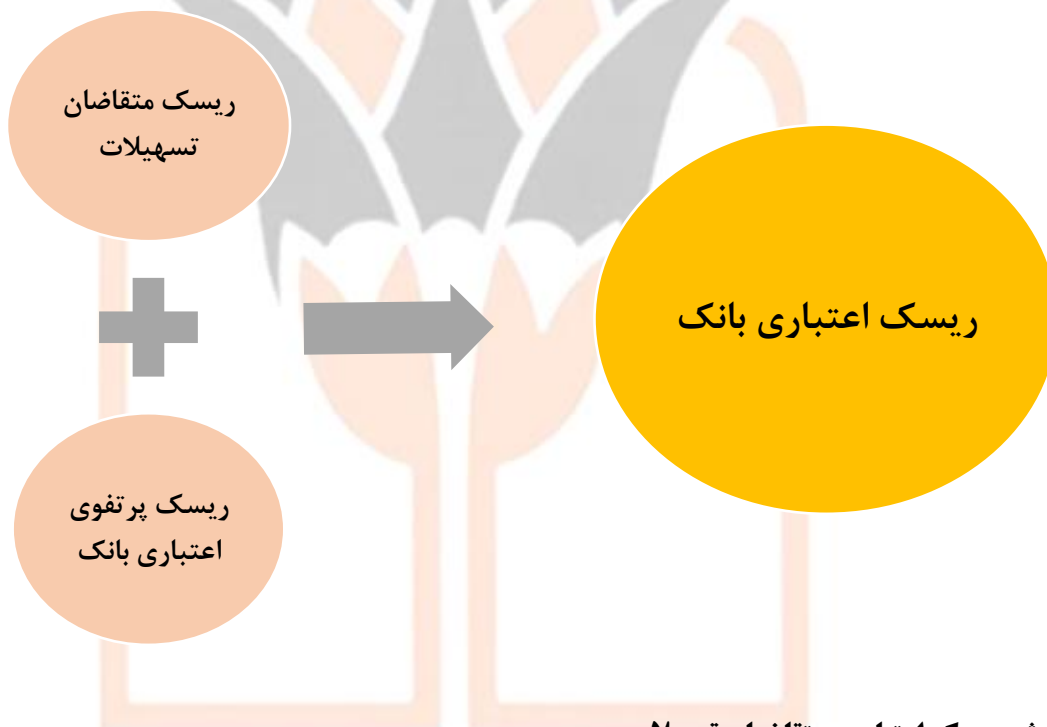 ریسک متقاضان
تسهیلات
ریسک اعتباری بانک
ریسک پرتفوی
اعتباری بانک